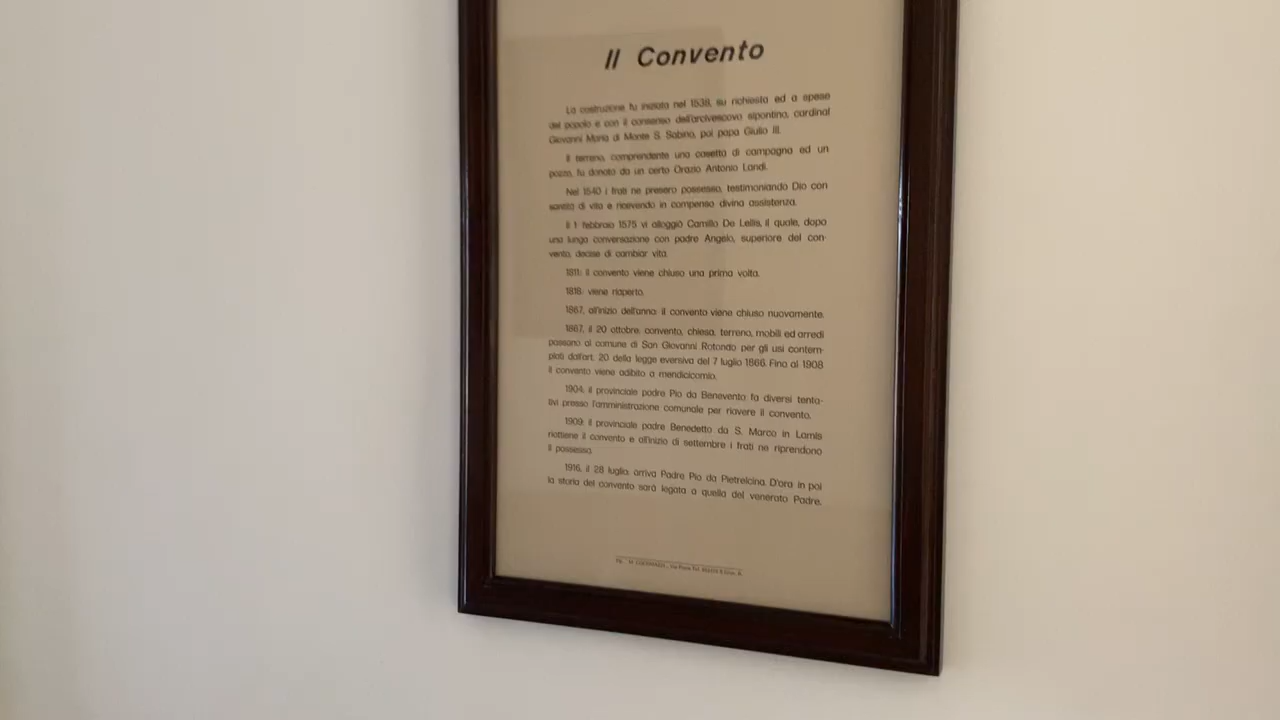 Il Convento
La costruzione fu iniziata nel 1538, su richiesta ed a spese
del popolo e con il consenso dell'arcivescovo sipontino, cardinal
Giovanni Maria di Monte S. Sabino, poi papa Giulio III.
Il terreno, comprendente una casetta di campagna ed un
pozzo, fu donato da un certo Orazio Antonio Landi.
Nel 1540 i frati ne presero possesso, testimoniando Dio con
santità di vita e ricevendo in compenso divina assistenza.
Il 1 febbraio 1575 vi alloggiò Camillo De Lellis, il quale, dopo
una lunga conversazione con padre Angelo, superiore del con-
vento, decise di cambiar vita.
1811: il convento viene chiuso una prima volta.
1818: viene riaperto.
1867, all'inizio dell'anno: il convento viene chiuso nuovamente.
1867, il 20 ottobre: convento, chiesa, terreno, mobili ed arredi
passano al comune di San Giovanni Rotondo per gli usi contem-
plati dall'art. 20 della legge eversiva del 7 luglio 1866. Fino al 1908
il convento viene adibito a mendicicomio.
1904: il provinciale padre Pio da Benevento fa diversi tenta-
tivi presso l'amministrazione comunale per riavere il convento.
1909: il provinciale padre Benedetto da S. Marco in Lamis
riottiene il convento e all'inizio di settembre i frati ne riprendono
il possesso.
1916, il 28 luglio: arriva Padre Pio da Pietrelcina. D'ora in poi
la storia del convento sarà legata a quella del venerato Padre.